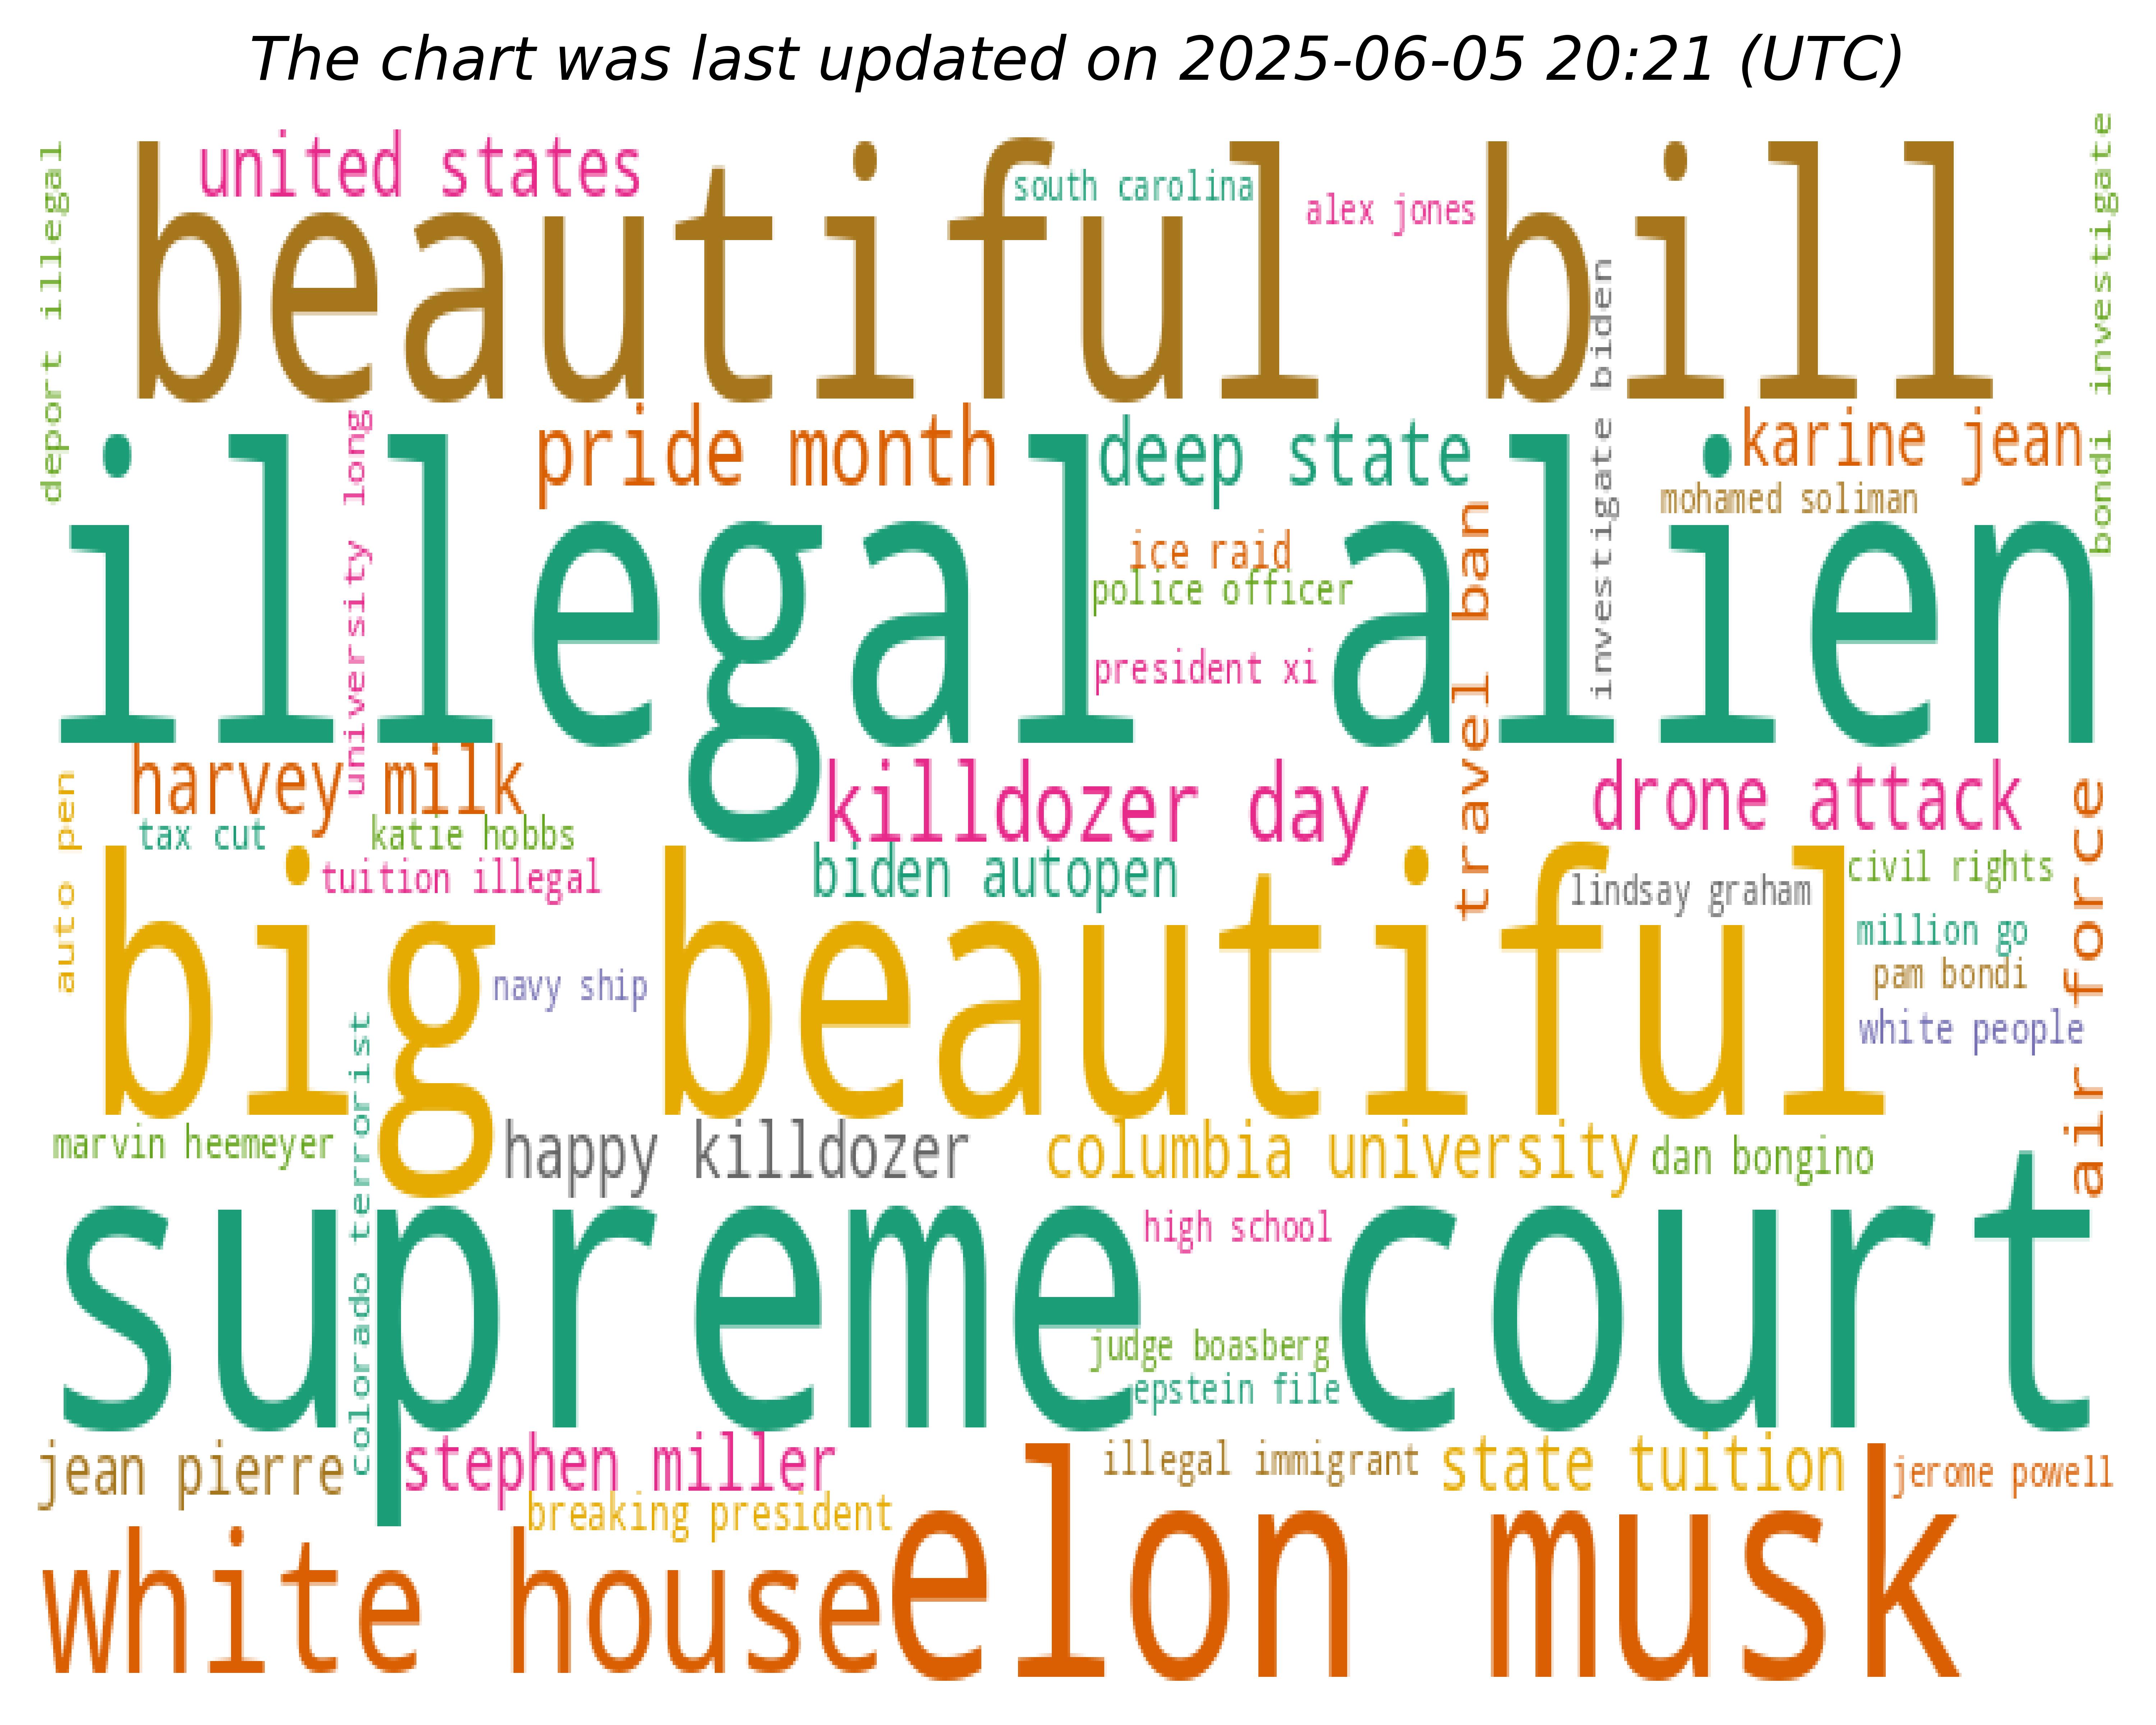 The chart was last updated on 2025-06-05 20:21 (UTC)
united states
beautiful bill
south carolina
alex jones
deport illegal
bondi investigate
investigate biden
university long
pride month
deep state
karine jean
mohamed soliman
illegal alien
ice raid
police officer
president xi
travel ban
harvey milk
killdozer day
drone attack
tax cut
katie hobbs
tuition illegal
biden autopen
lindsay graham
civil rights
auto pen
big beautiful
navy ship
million go
pam bondi
white people
air force
colorado terrorist
marvin heemeyer
happy killdozer
columbia university
dan bongino
supreme court
high school
judge boasberg
epstein file
jean pierre
stephen miller
illegal immigrant
state tuition
jerome powell
breaking president
white house
elon musk